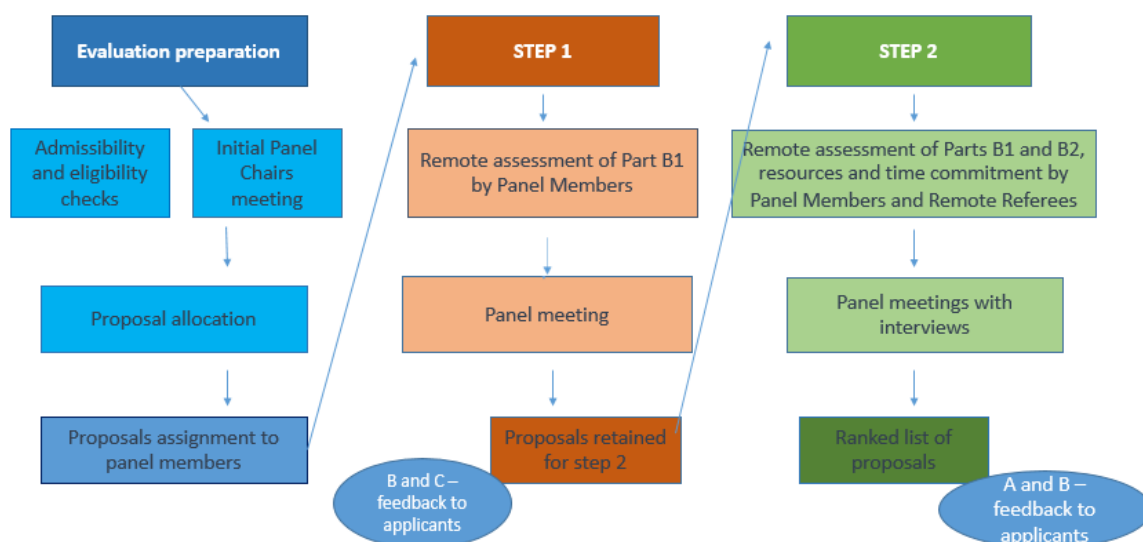 Evaluation preparation
Admissibility
and eligibility
checks
Initial Panel
Chairs
meeting
Proposal allocation
Proposals assignment to
panel members
STEP 1
Remote assessment of Part B1
by Panel Members
Panel meeting
Proposals retained
for step 2
B and C –
feedback to
applicants
STEP 2
Remote assessment of Parts B1 and B2,
resources and time commitment by
Panel Members and Remote Referees
Panel meetings with
interviews
Ranked list of
proposals
A and B –
feedback to
applicants